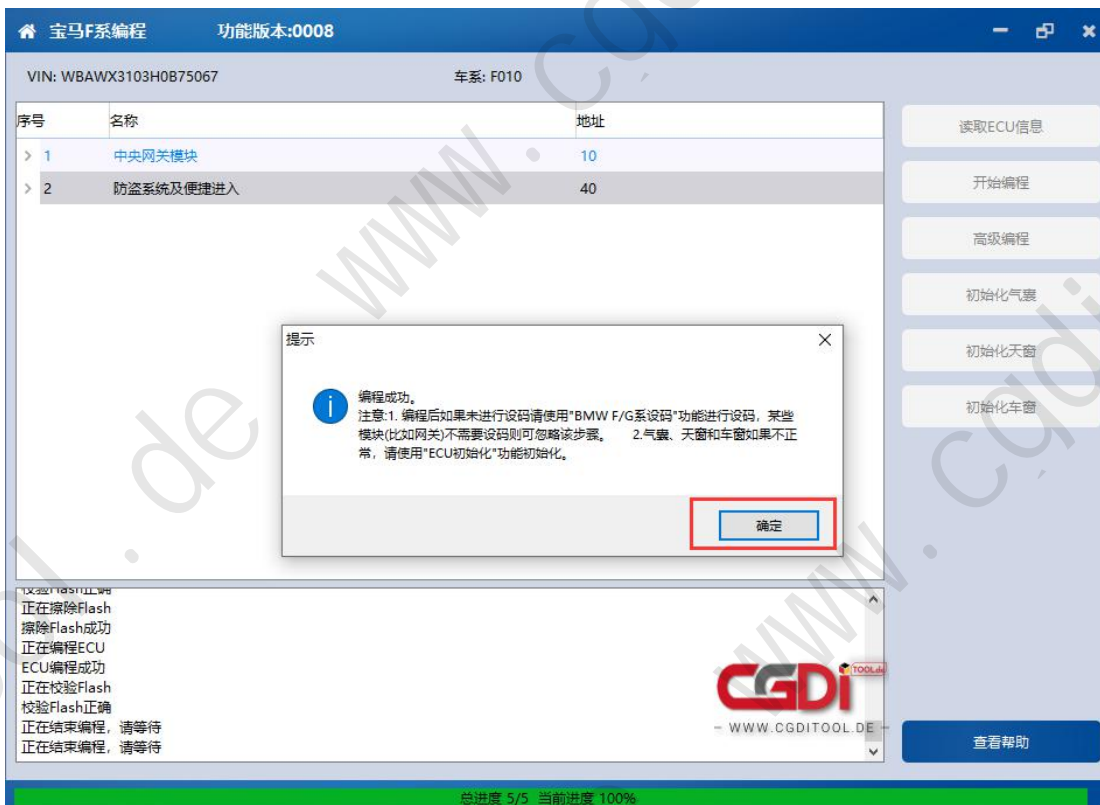 宝马F系编程 功能版本:0008
VIN: WBAWX3103H0B75067 车系: F010
序号 名称 地址
1 中央网关模块 10
2 防盗系统及便捷进入 40
读取ECU信息
开始编程
高级编程
初始化气囊
初始化天窗
初始化车窗
提示
编程成功。
注意:1. 编程后如果未进行设码请使用"BMW F/G系设码"功能进行设码，某些
模块(比如网关)不需要设码则可忽略该步骤。 2.气囊、天窗和车窗如果不正
常，请使用"ECU初始化"功能初始化。
确定
校验Flash正确
正在擦除Flash
擦除Flash成功
正在编程ECU
ECU编程成功
正在校验Flash
校验Flash正确
正在结束编程，请等待
正在结束编程，请等待
CGDI TOOL.de
- WWW.CGDITOOL.DE -
查看帮助
总进度 5/5 当前进度 100%